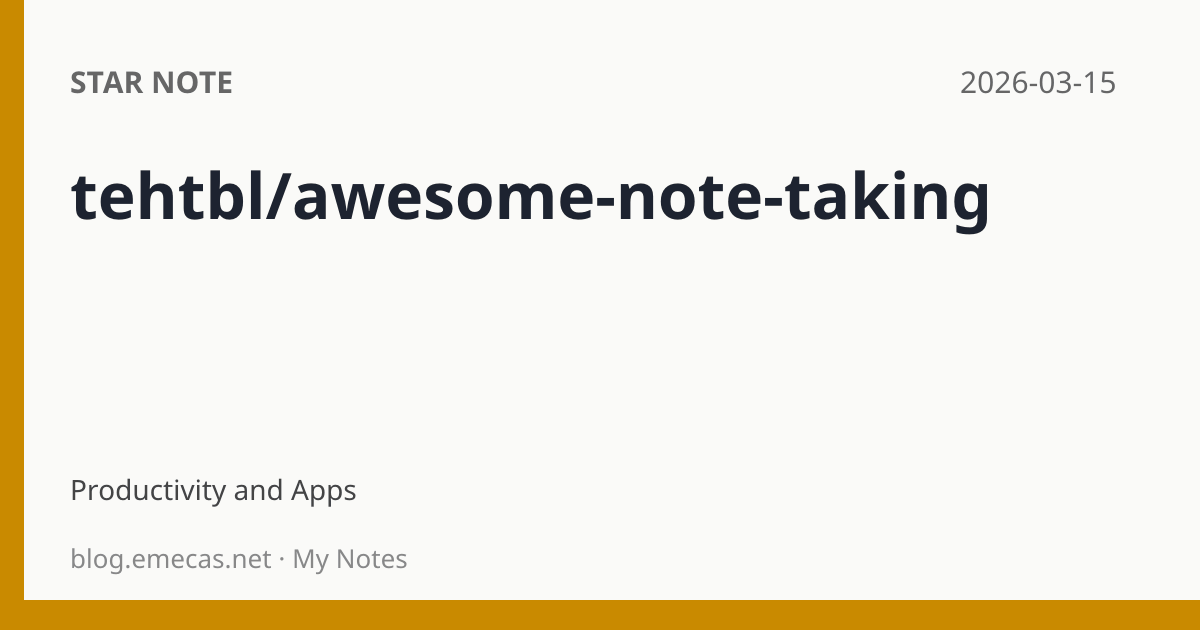 STAR NOTE
2026-03-15
tehtbl/awesome-note-taking
Productivity and Apps
blog.emecas.net · My Notes